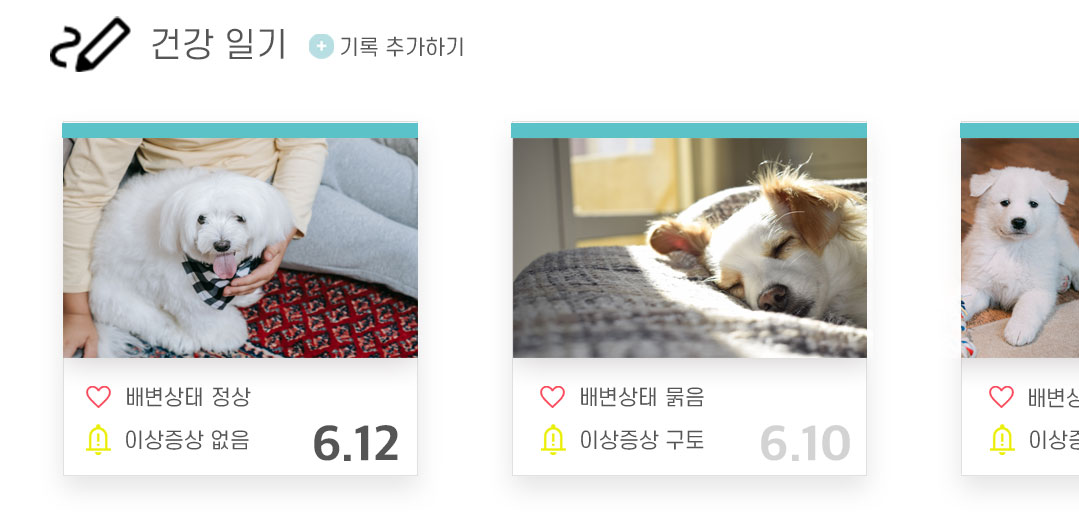 건강 일기
기록 추가하기
배변상태 정상
이상증상 없음
6.12
배변상태 묽음
이상증상 구토
6.10
배변
이상